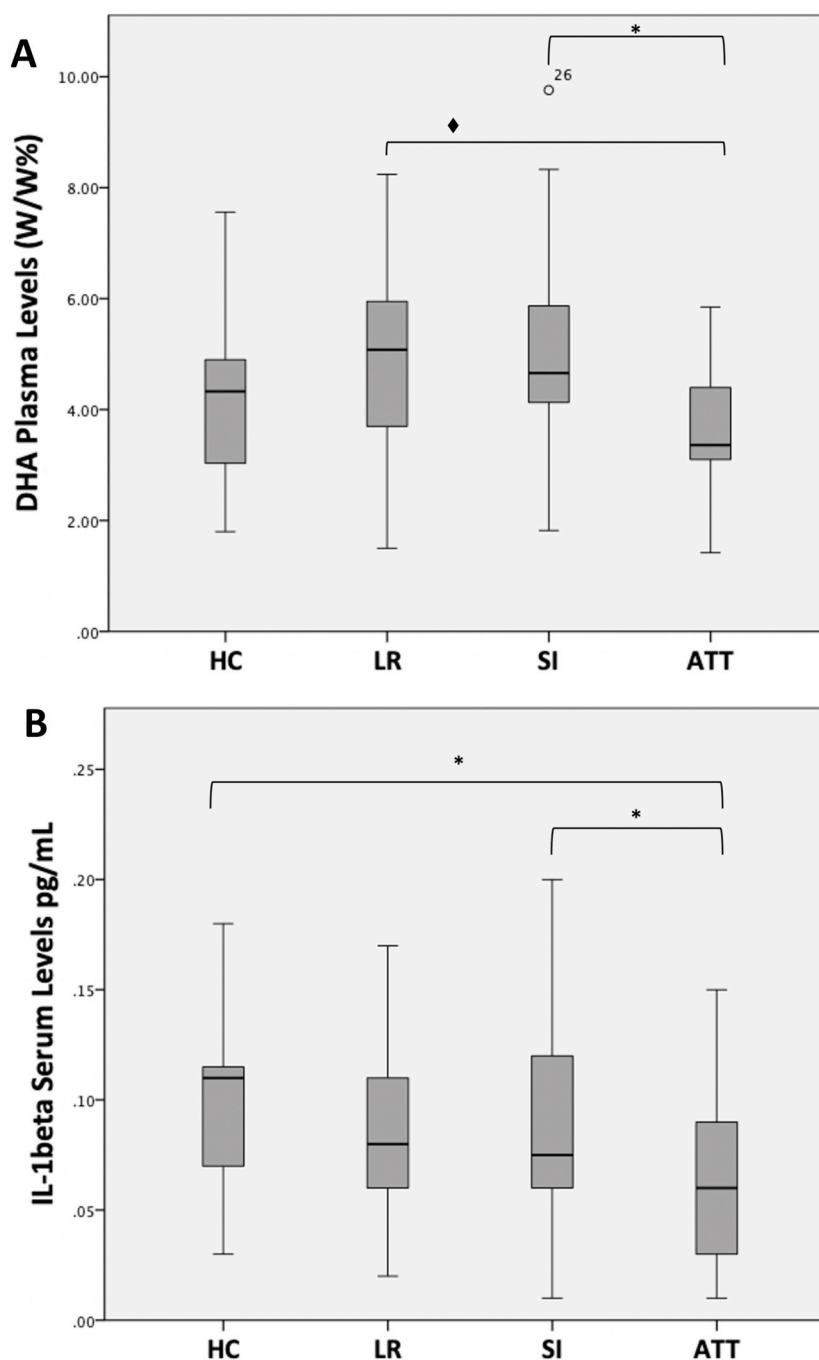 A
DHA Plasma Levels (W/W%)
10.00
8.00
6.00
4.00
2.00
.00
*
26
♦
HC LR SI ATT
B
IL-1beta Serum Levels pg/mL
.25
.20
.15
.10
.05
.00
*
*
HC LR SI ATT